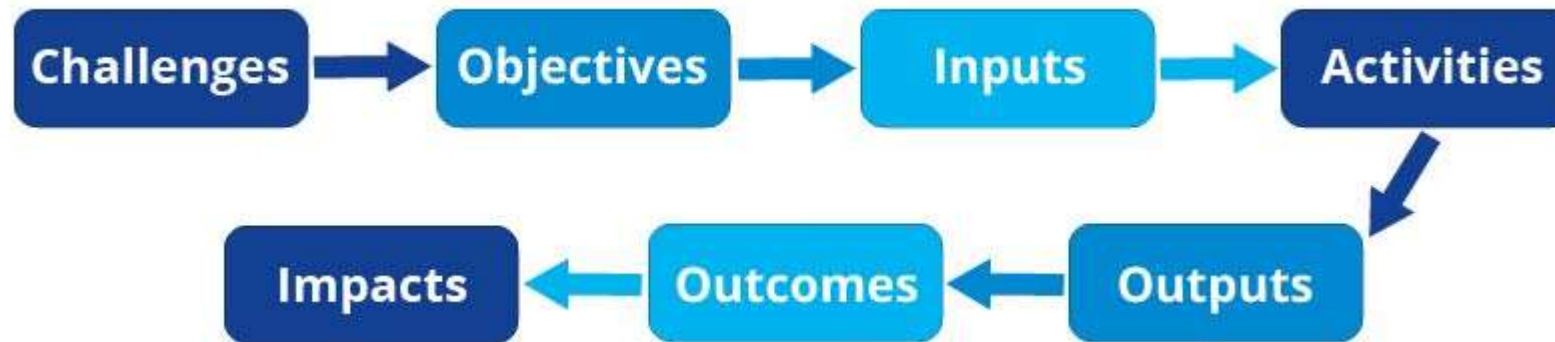 Challenges
Objectives
Inputs
Activities
Outputs
Outcomes
Impacts